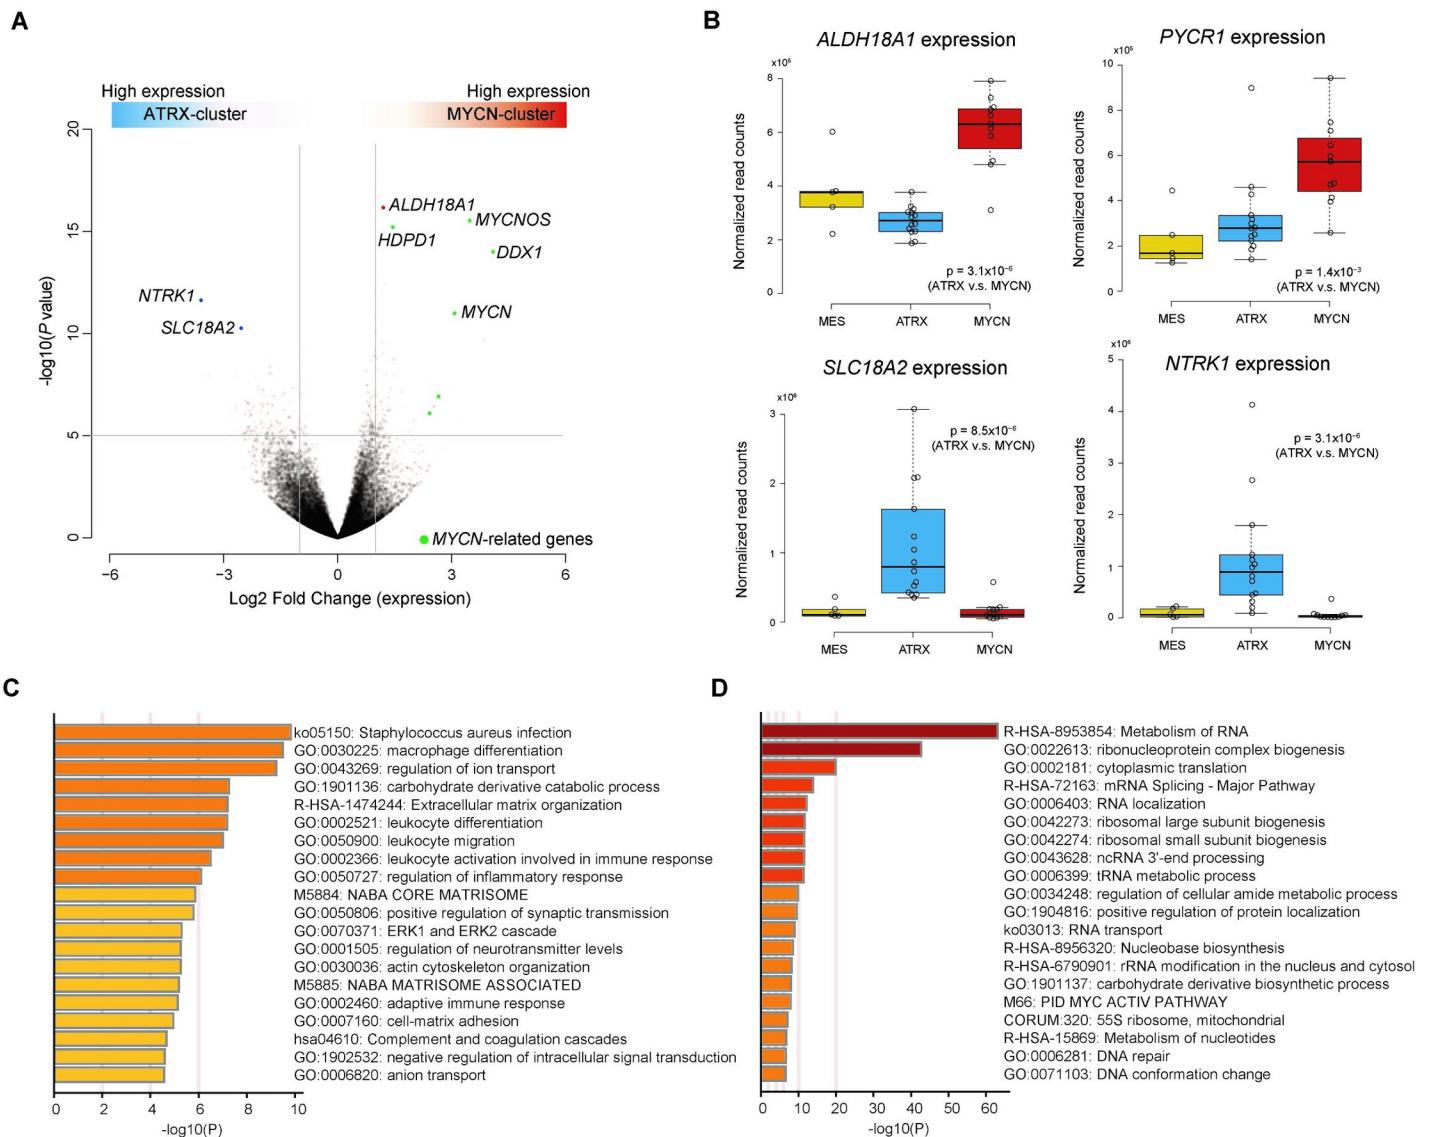 A
High expression
High expression
ATRX-cluster
MYCN-cluster
20
15
10
5
0
-log10(P value)
ALDH18A1
MYCNOS
HDPD1
DDX1
NTRK1
MYCN
SLC18A2
MYCN-related genes
−6
−3
0
3
6
Log2 Fold Change (expression)
B
ALDH18A1 expression
x10⁶
8
6
4
2
0
Normalized read counts
p = 3.1x10⁻⁶
(ATRX v.s. MYCN)
MES
ATRX
MYCN
PYCR1 expression
x10⁶
10
8
6
4
2
0
Normalized read counts
p = 1.4x10⁻³
(ATRX v.s. MYCN)
MES
ATRX
MYCN
SLC18A2 expression
x10⁶
3
2
1
0
Normalized read counts
p = 8.5x10⁻⁶
(ATRX v.s. MYCN)
MES
ATRX
MYCN
NTRK1 expression
x10⁶
5
4
3
2
1
0
Normalized read counts
p = 3.1x10⁻⁶
(ATRX v.s. MYCN)
MES
ATRX
MYCN
C
ko05150: Staphylococcus aureus infection
GO:0030225: macrophage differentiation
GO:0043269: regulation of ion transport
GO:1901136: carbohydrate derivative catabolic process
R-HSA-1474244: Extracellular matrix organization
GO:0002521: leukocyte differentiation
GO:0050900: leukocyte migration
GO:0002366: leukocyte activation involved in immune response
GO:0050727: regulation of inflammatory response
M5884: NABA CORE MATRISOME
GO:0050806: positive regulation of synaptic transmission
GO:0070371: ERK1 and ERK2 cascade
GO:0001505: regulation of neurotransmitter levels
GO:0030036: actin cytoskeleton organization
M5885: NABA MATRISOME ASSOCIATED
GO:0002460: adaptive immune response
GO:0007160: cell-matrix adhesion
hsa04610: Complement and coagulation cascades
GO:1902532: negative regulation of intracellular signal transduction
GO:0006820: anion transport
0
2
4
6
8
10
-log10(P)
D
R-HSA-8953854: Metabolism of RNA
GO:0022613: ribonucleoprotein complex biogenesis
GO:0002181: cytoplasmic translation
R-HSA-72163: mRNA Splicing - Major Pathway
GO:0006403: RNA localization
GO:0042273: ribosomal large subunit biogenesis
GO:0042274: ribosomal small subunit biogenesis
GO:0043628: ncRNA 3'-end processing
GO:0006399: tRNA metabolic process
GO:0034248: regulation of cellular amide metabolic process
GO:1904816: positive regulation of protein localization
ko03013: RNA transport
R-HSA-8956320: Nucleobase biosynthesis
R-HSA-6790901: rRNA modification in the nucleus and cytosol
GO:1901137: carbohydrate derivative biosynthetic process
M66: PID MYC ACTIV PATHWAY
CORUM:320: 55S ribosome, mitochondrial
R-HSA-15869: Metabolism of nucleotides
GO:0006281: DNA repair
GO:0071103: DNA conformation change
0
10
20
30
40
50
60
-log10(P)